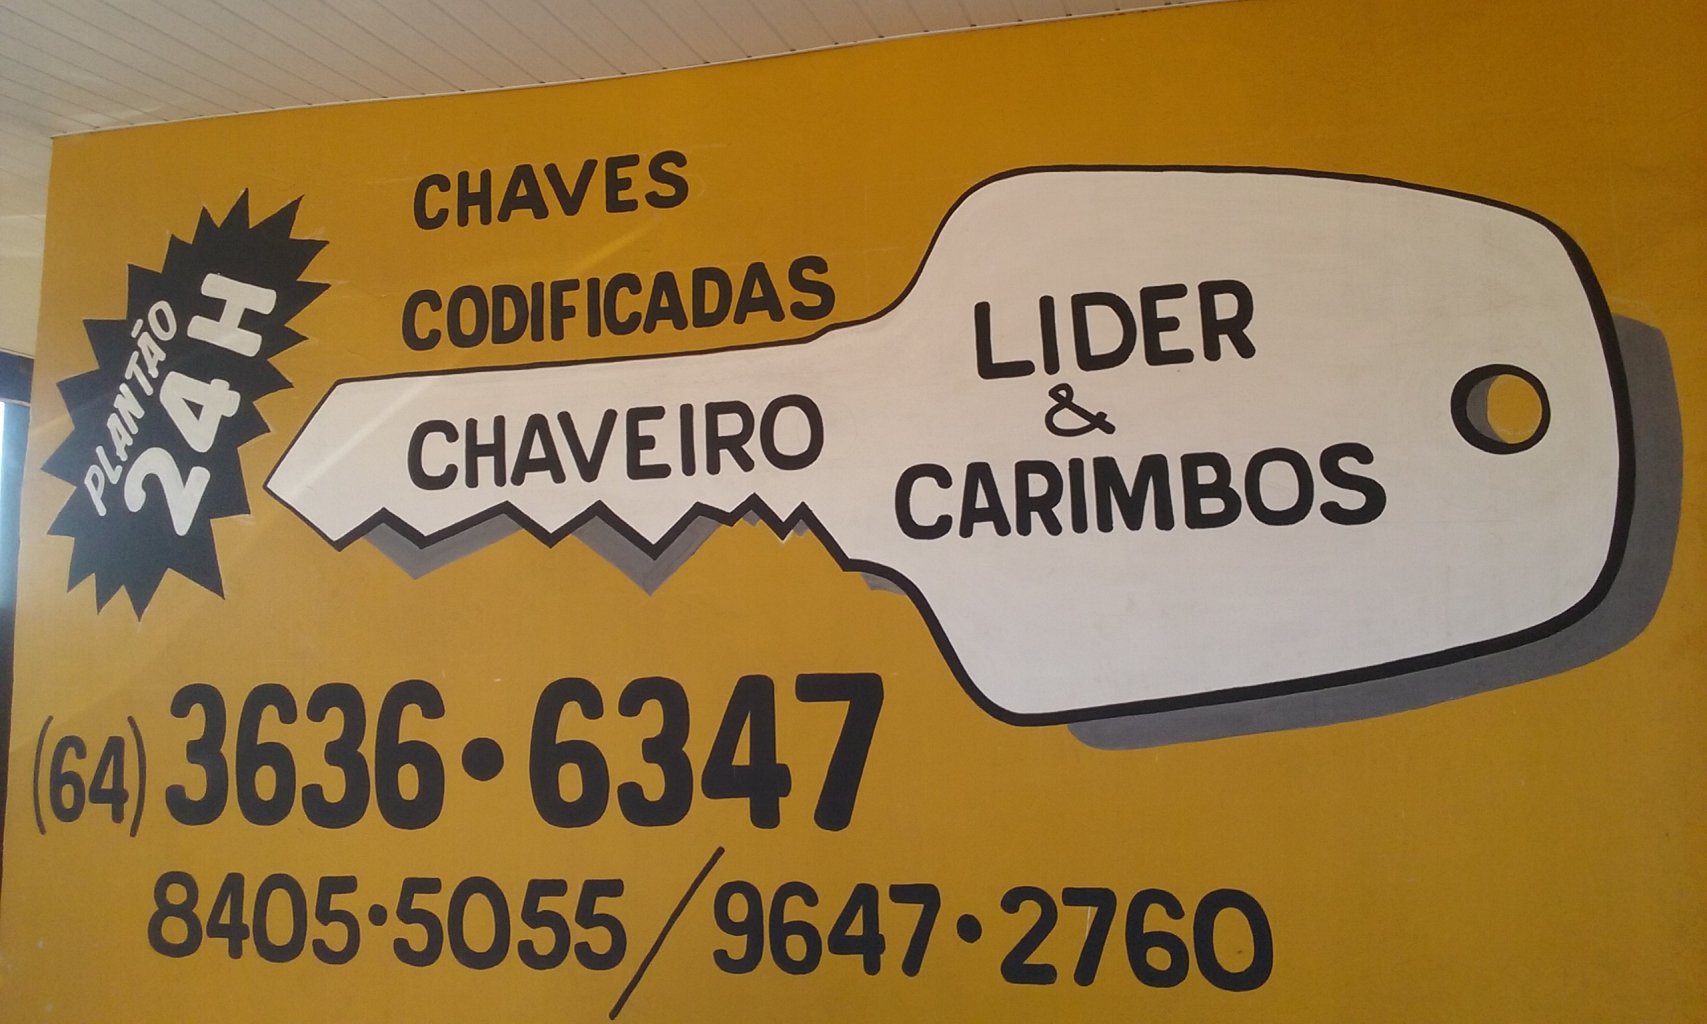 CHAVES
CODIFICADAS
PLANTÃO
24H
CHAVEIRO
LIDER
&
CARIMBOS
(64) 3636•6347
8405•5055/9647•2760